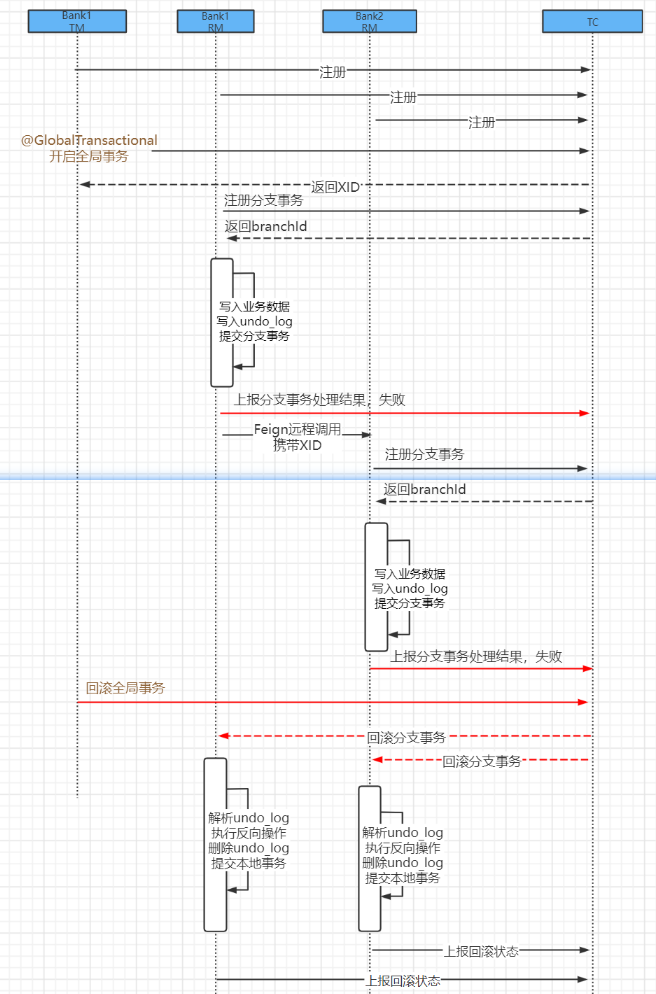 Bank1
TM
Bank1
RM
Bank2
RM
TC
注册
注册
注册
@GlobalTransactional
开启全局事务
返回XID
注册分支事务
返回branchId
写入业务数据
写入undo_log
提交分支事务
上报分支事务处理结果，失败
Feign远程调用
携带XID
注册分支事务
返回branchId
写入业务数据
写入undo_log
提交分支事务
上报分支事务处理结果，失败
回滚全局事务
回滚分支事务
回滚分支事务
解析undo_log
执行反向操作
删除undo_log
提交本地事务
解析undo_log
执行反向操作
删除undo_log
提交本地事务
上报回滚状态
上报回滚状态